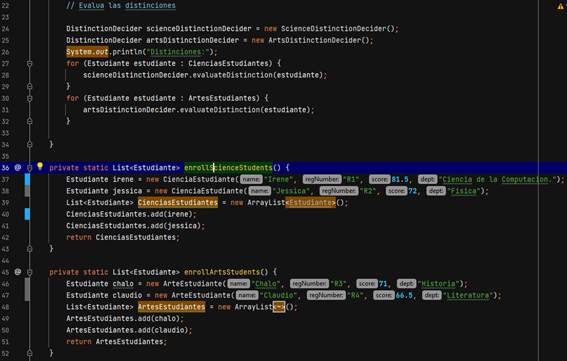 22 // Evalua las distinciones
23
24 DistinctionDecider scienceDistinctionDecider = new ScienceDistinctionDecider();
25 DistinctionDecider artsDistinctionDecider = new ArtsDistinctionDecider();
26 System.out.println("Distinciones:");
27 for (Estudiante estudiante : CienciasEstudiantes) {
28 scienceDistinctionDecider.evaluateDistinction(estudiante);
29 }
30 for (Estudiante estudiante : ArtesEstudiantes) {
31 artsDistinctionDecider.evaluateDistinction(estudiante);
32 }
33
34 }
35
36 @ private static List<Estudiante> enrollScienceStudents() {
37 Estudiante irene = new CienciaEstudiante( name: "Irene", regNumber: "R1", score: 81.5, dept: "Ciencia de la Computacion.");
38 Estudiante jessica = new CienciaEstudiante( name: "Jessica", regNumber: "R2", score: 72, dept: "Fisica");
39 List<Estudiante> CienciasEstudiantes = new ArrayList<Estudiante>();
40 CienciasEstudiantes.add(irene);
41 CienciasEstudiantes.add(jessica);
42 return CienciasEstudiantes;
43 }
44
45 @ private static List<Estudiante> enrollArtsStudents() {
46 Estudiante chalo = new ArteEstudiante( name: "Chalo", regNumber: "R3", score: 71, dept: "Historia");
47 Estudiante claudio = new ArteEstudiante( name: "Claudio", regNumber: "R4", score: 66.5, dept: "Literatura");
48 List<Estudiante> ArtesEstudiantes = new ArrayList<~>();
49 ArtesEstudiantes.add(chalo);
50 ArtesEstudiantes.add(claudio);
51 return ArtesEstudiantes;
52 }